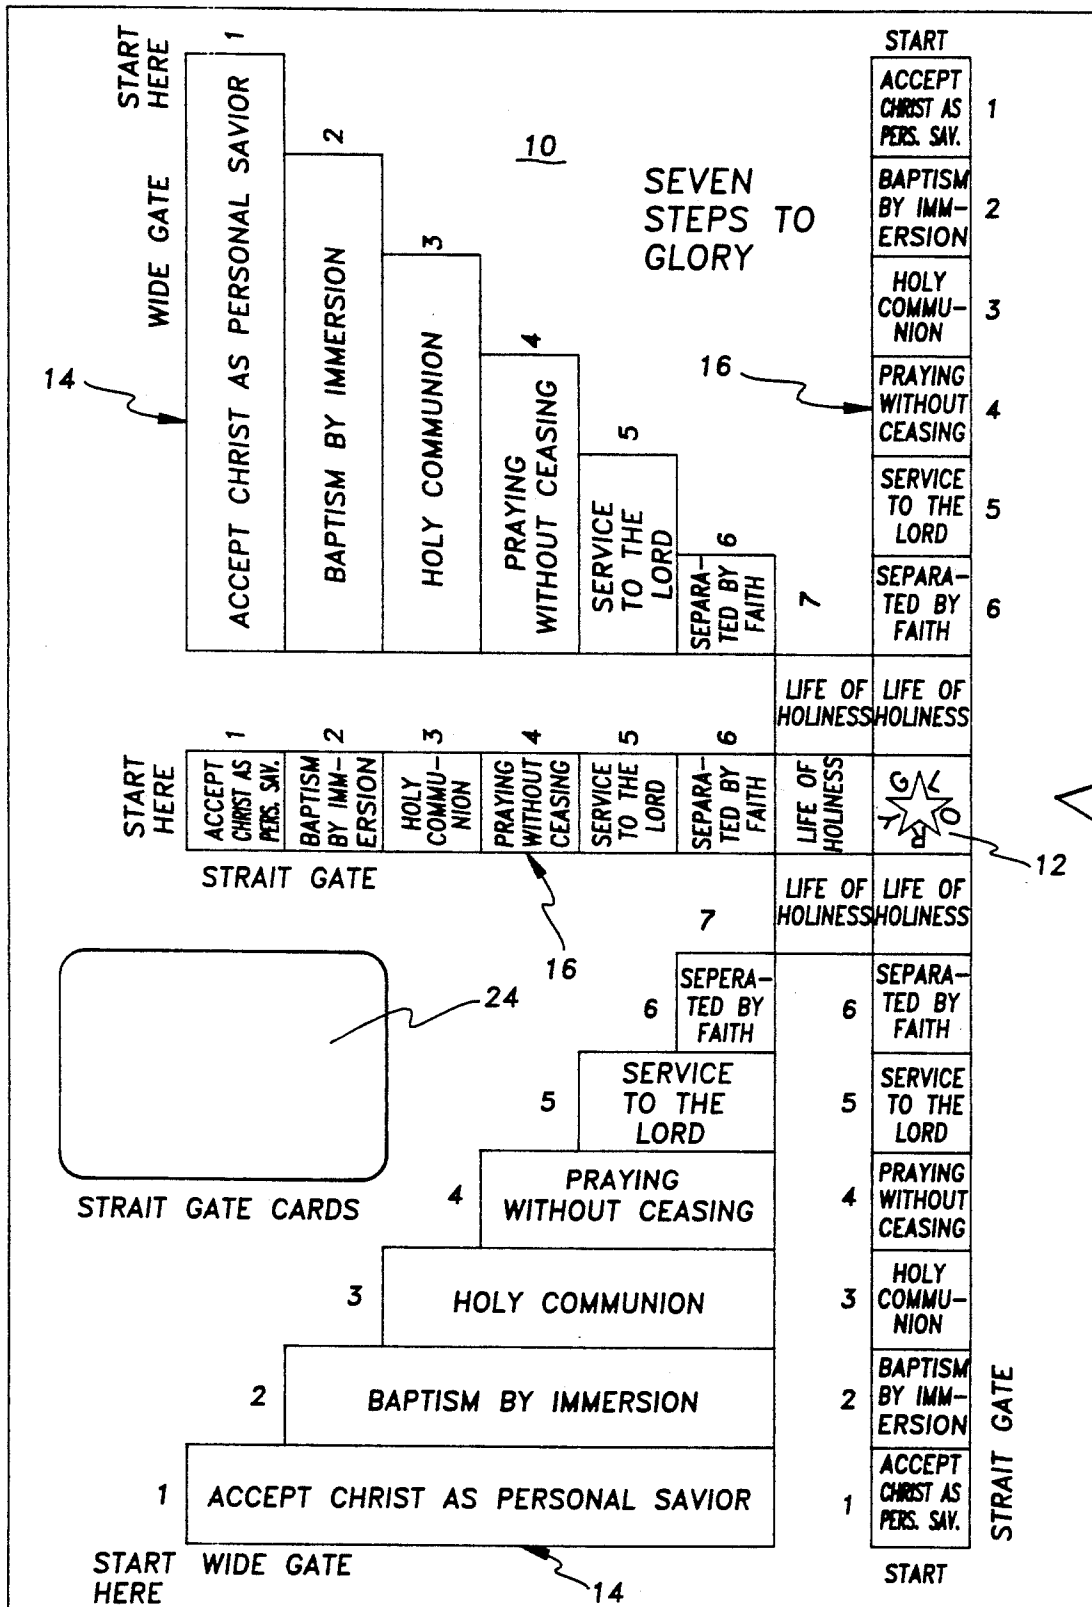 START
HERE
WIDE GATE
1
ACCEPT CHRIST AS PERSONAL SAVIOR
2
BAPTISM BY IMMERSION
3
HOLY COMMUNION
4
PRAYING
WITHOUT CEASING
5
SERVICE
TO THE
LORD
6
SEPARA-
TED BY
FAITH
7
LIFE OF
HOLINESS
14
10
SEVEN
STEPS TO
GLORY
START
ACCEPT
CHRIST AS
PERS. SAV.
1
BAPTISM
BY IMM-
ERSION
2
HOLY
COMMU-
NION
3
16
PRAYING
WITHOUT
CEASING
4
SERVICE
TO THE
LORD
5
SEPARA-
TED BY
FAITH
6
LIFE OF
HOLINESS
START
HERE
1
ACCEPT
CHRIST AS
PERS. SAV.
2
BAPTISM
BY IMM-
ERSION
3
HOLY
COMMU-
NION
4
PRAYING
WITHOUT
CEASING
5
SERVICE
TO THE
LORD
6
SEPARA-
TED BY
FAITH
LIFE OF
HOLINESS
GLORY
12
STRAIT GATE
16
LIFE OF
HOLINESS
LIFE OF
HOLINESS
7
24
STRAIT GATE CARDS
6
SEPERA-
TED BY
FAITH
5
SERVICE
TO THE
LORD
4
PRAYING
WITHOUT CEASING
3
HOLY COMMUNION
2
BAPTISM BY IMMERSION
1
ACCEPT CHRIST AS PERSONAL SAVIOR
START
HERE
WIDE GATE
14
6
SEPARA-
TED BY
FAITH
5
SERVICE
TO THE
LORD
4
PRAYING
WITHOUT
CEASING
3
HOLY
COMMU-
NION
2
BAPTISM
BY IMM-
ERSION
1
ACCEPT
CHRIST AS
PERS. SAV.
STRAIT GATE
START